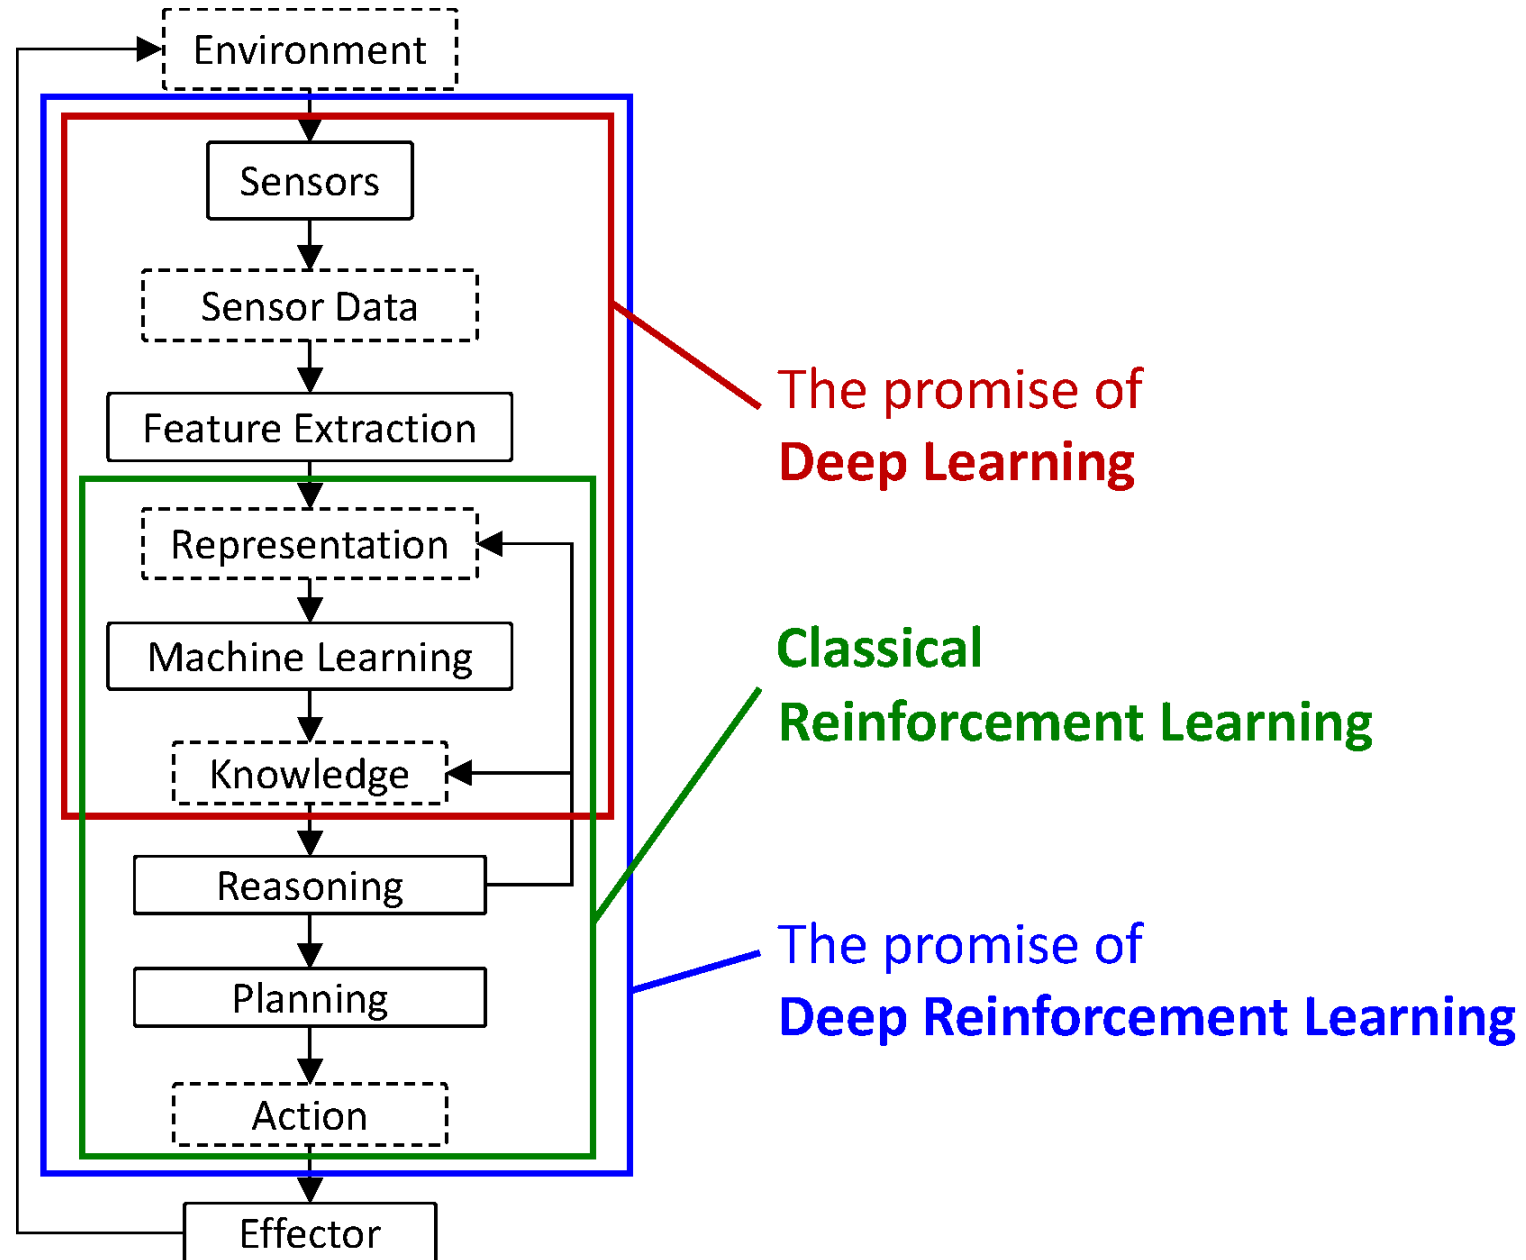 Environment
Sensors
Sensor Data
Feature Extraction
Representation
Machine Learning
Knowledge
Reasoning
Planning
Action
Effector
The promise of
Deep Learning
Classical
Reinforcement Learning
The promise of
Deep Reinforcement Learning